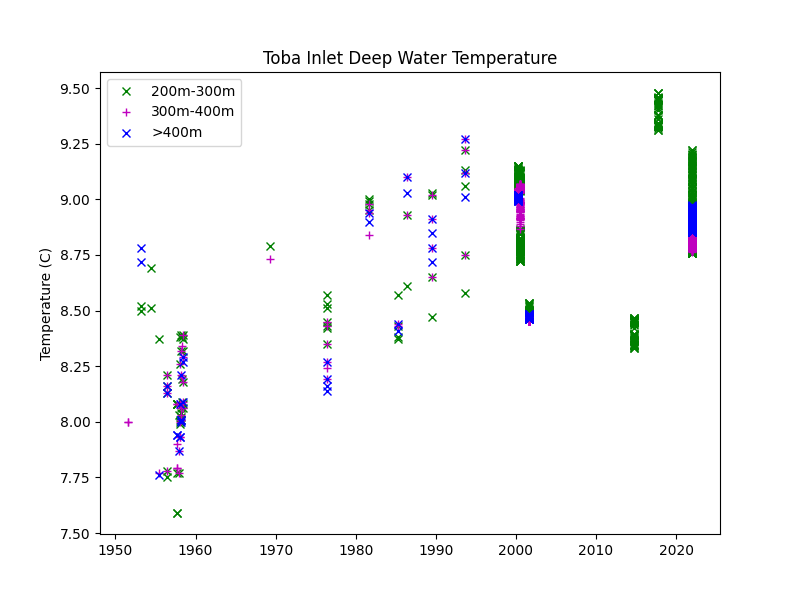 Toba Inlet Deep Water Temperature
200m-300m
300m-400m
>400m
Temperature (C)
9.50
9.25
9.00
8.75
8.50
8.25
8.00
7.75
7.50
1950 1960 1970 1980 1990 2000 2010 2020